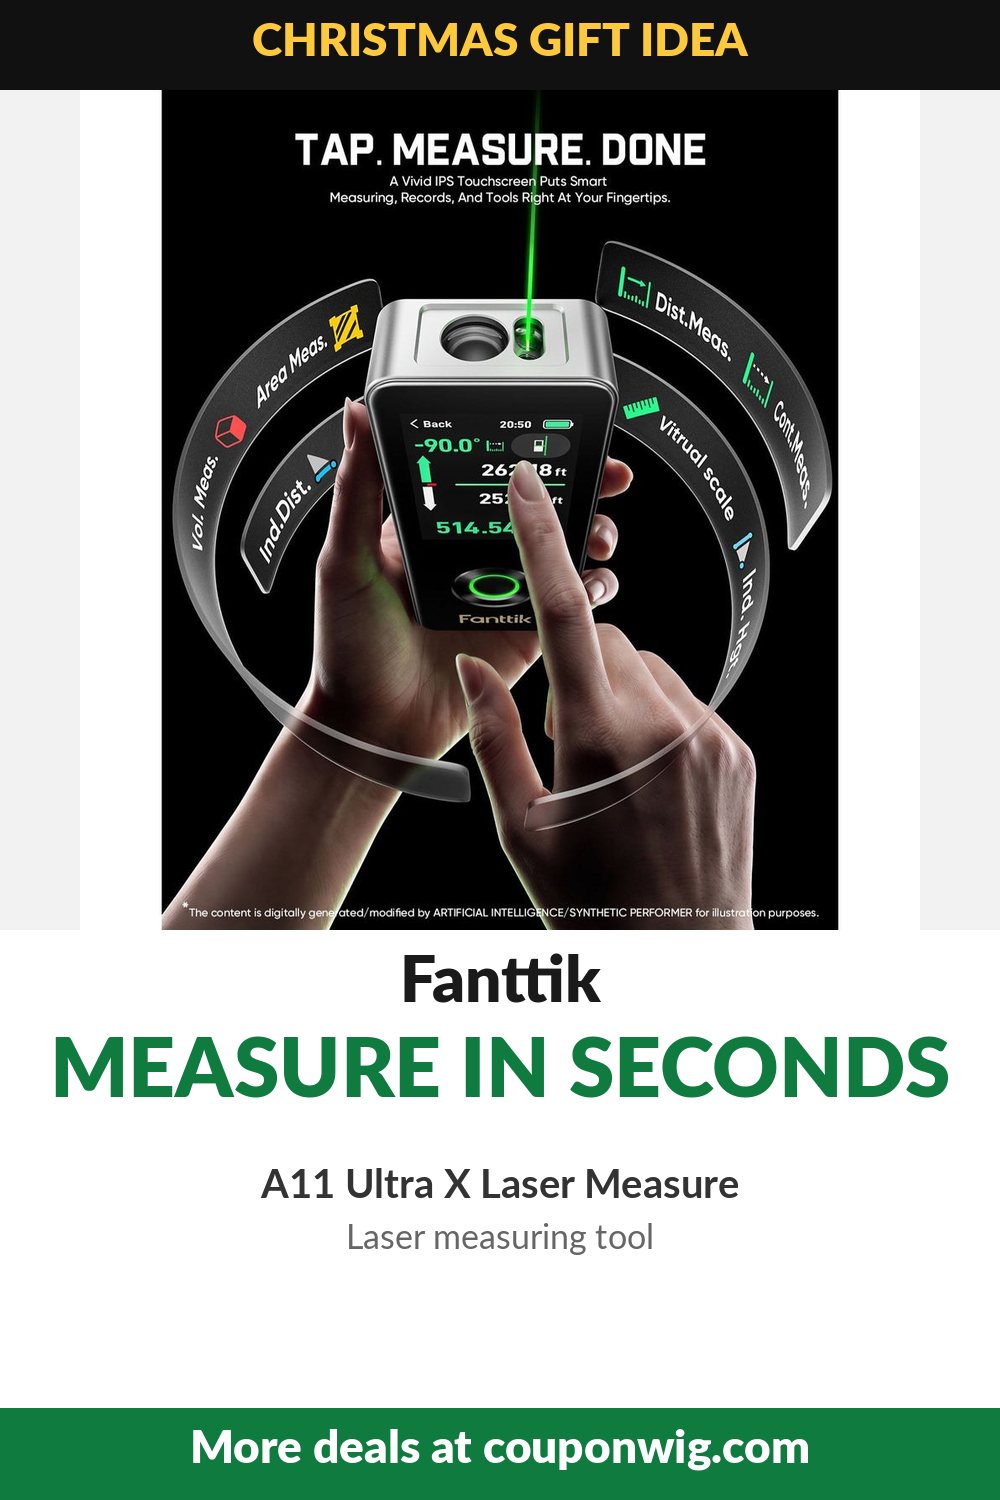 CHRISTMAS GIFT IDEA
TAP. MEASURE. DONE
A Vivid IPS Touchscreen Puts Smart
Measuring, Records, And Tools Right At Your Fingertips.
Area Meas.
Vol. Meas.
Ind.Dist.
Dist.Meas.
Cont.Meas.
Vitrual scale
Ind. Hgt.
< Back 20:50
-90.0°
ft
ft
514.54
Fanttik
*The content is digitally generated/modified by ARTIFICIAL INTELLIGENCE/SYNTHETIC PERFORMER for illustration purposes.
Fanttik
MEASURE IN SECONDS
A11 Ultra X Laser Measure
Laser measuring tool
More deals at couponwig.com